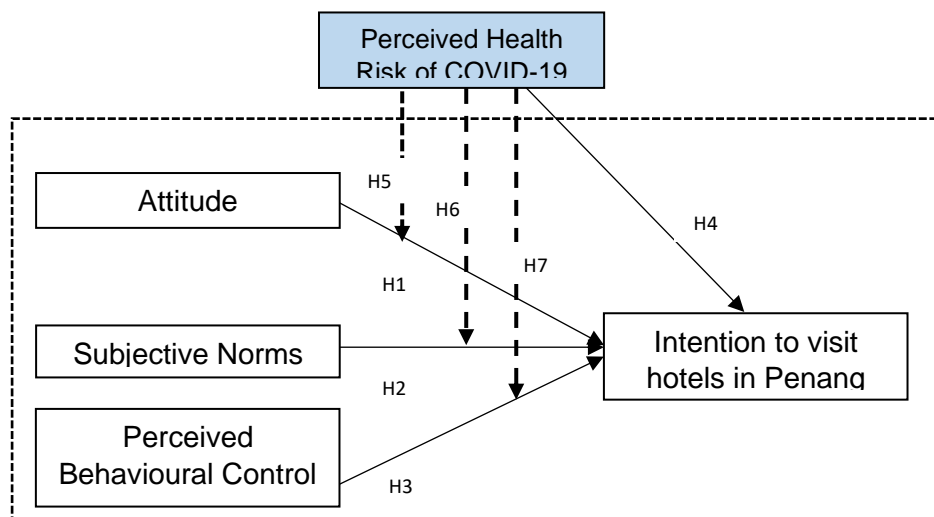 Perceived Health
Risk of COVID-19
H5
Attitude
H6
H4
H7
H1
Subjective Norms
Intention to visit
hotels in Penang
H2
Perceived
Behavioural Control
H3